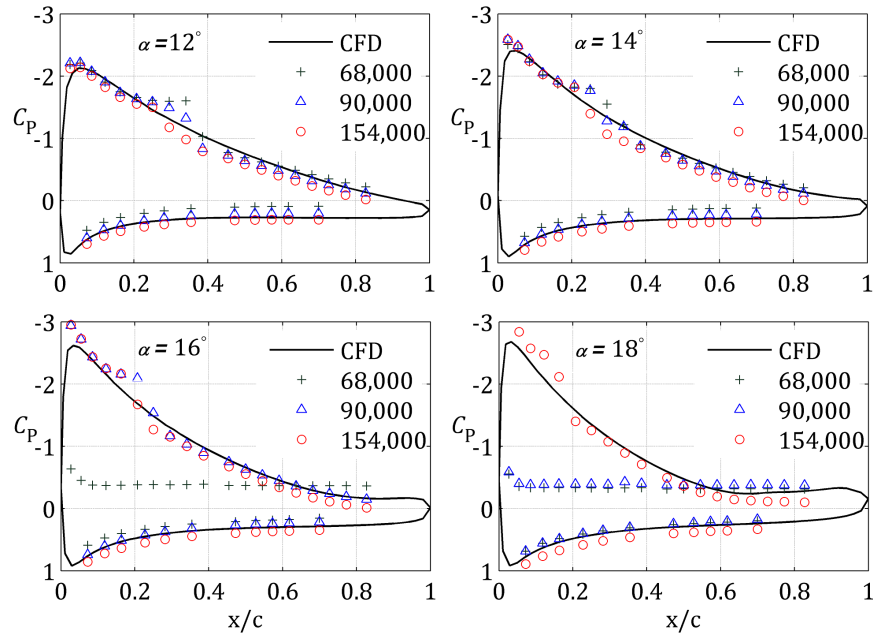 -3
-2
-1
0
1
C_P
α = 12°
CFD
68,000
90,000
154,000
0 0.2 0.4 0.6 0.8 1
-3
-2
-1
0
1
C_P
α = 14°
CFD
68,000
90,000
154,000
0 0.2 0.4 0.6 0.8 1
-3
-2
-1
0
1
C_P
α = 16°
CFD
68,000
90,000
154,000
0 0.2 0.4 0.6 0.8 1
x/c
-3
-2
-1
0
1
C_P
α = 18°
CFD
68,000
90,000
154,000
0 0.2 0.4 0.6 0.8 1
x/c